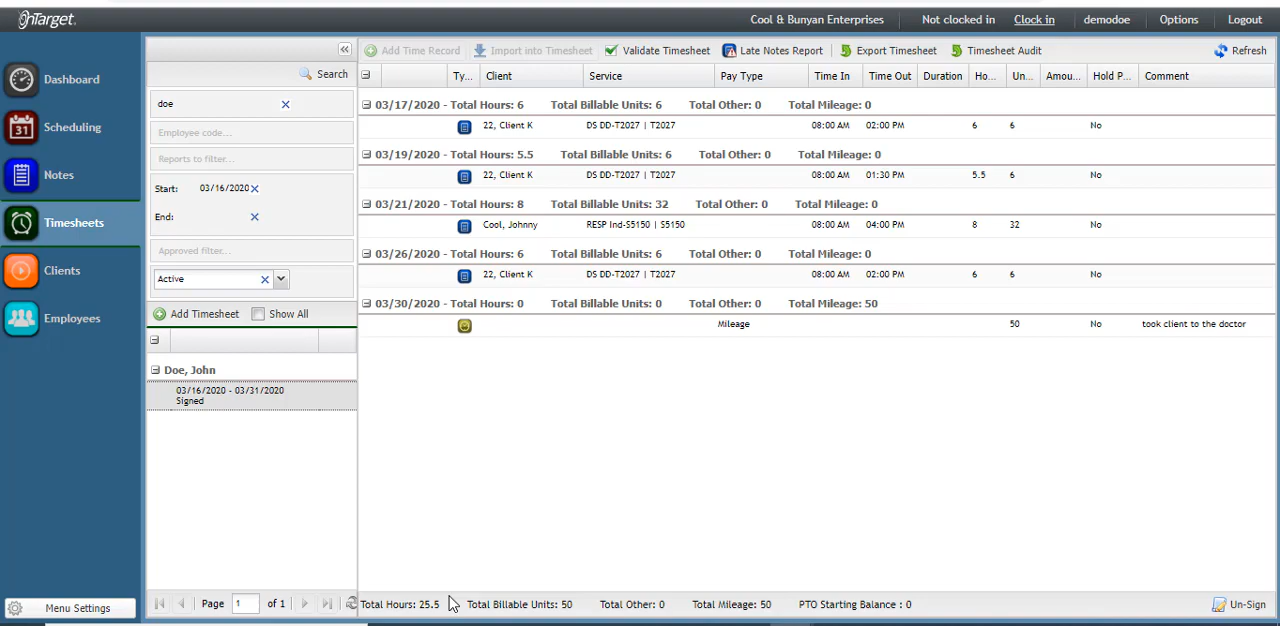 OnTarget.
Cool & Bunyan Enterprises Not clocked in Clock in demodoe Options Logout
Dashboard
31 Scheduling
Notes
Timesheets
Clients
Employees
Menu Settings
Search
doe
Employee code...
Reports to filter...
Start: 03/16/2020
End:
Approved filter...
Active
Add Timesheet Show All
Doe, John
03/16/2020 - 03/31/2020
Signed
Page 1 of 1
Add Time Record Import into Timesheet Validate Timesheet Late Notes Report Export Timesheet Timesheet Audit Refresh
Ty... Client Service Pay Type Time In Time Out Duration Ho... Un... Amou... Hold P... Comment
03/17/2020 - Total Hours: 6 Total Billable Units: 6 Total Other: 0 Total Mileage: 0
22, Client K DS DD-T2027 | T2027 08:00 AM 02:00 PM 6 6 No
03/19/2020 - Total Hours: 5.5 Total Billable Units: 6 Total Other: 0 Total Mileage: 0
22, Client K DS DD-T2027 | T2027 08:00 AM 01:30 PM 5.5 6 No
03/21/2020 - Total Hours: 8 Total Billable Units: 32 Total Other: 0 Total Mileage: 0
Cool, Johnny RESP Ind-S5150 | S5150 08:00 AM 04:00 PM 8 32 No
03/26/2020 - Total Hours: 6 Total Billable Units: 6 Total Other: 0 Total Mileage: 0
22, Client K DS DD-T2027 | T2027 08:00 AM 02:00 PM 6 6 No
03/30/2020 - Total Hours: 0 Total Billable Units: 0 Total Other: 0 Total Mileage: 50
Mileage 50 No took client to the doctor
Total Hours: 25.5 Total Billable Units: 50 Total Other: 0 Total Mileage: 50 PTO Starting Balance : 0 Un-Sign